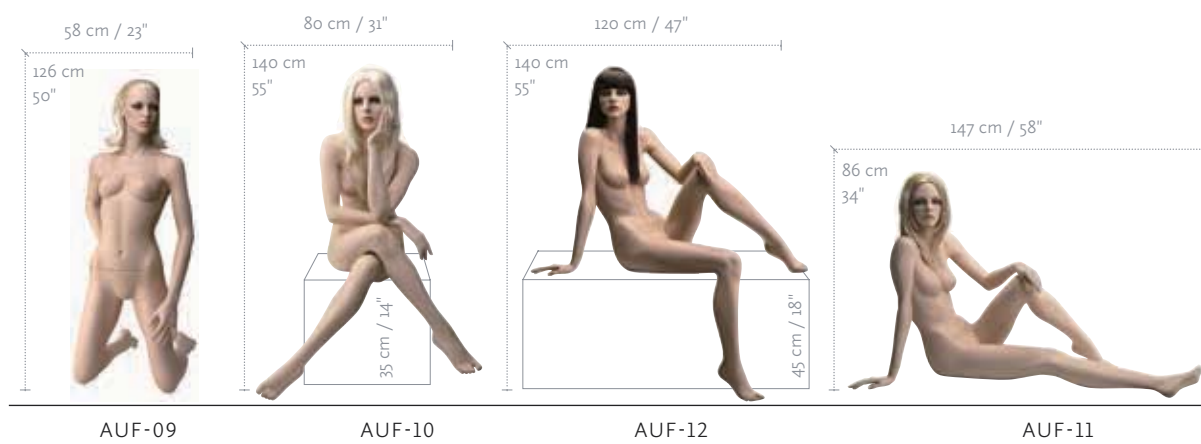 58 cm / 23"
126 cm
50"
80 cm / 31"
140 cm
55"
35 cm / 14"
120 cm / 47"
140 cm
55"
45 cm / 18"
147 cm / 58"
86 cm
34"
AUF-09
AUF-10
AUF-12
AUF-11